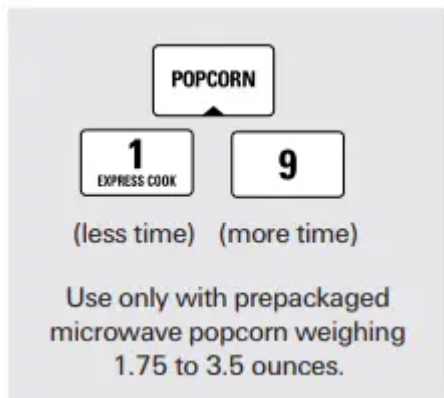 POPCORN
1
EXPRESS COOK
9
(less time) (more time)
Use only with prepackaged
microwave popcorn weighing
1.75 to 3.5 ounces.